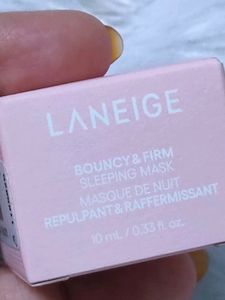 LANEIGE
BOUNCY & FIRM
SLEEPING MASK
MASQUE DE NUIT
REPULPANT & RAFFERMISSANT
10 mL / 0.33 fl. oz.